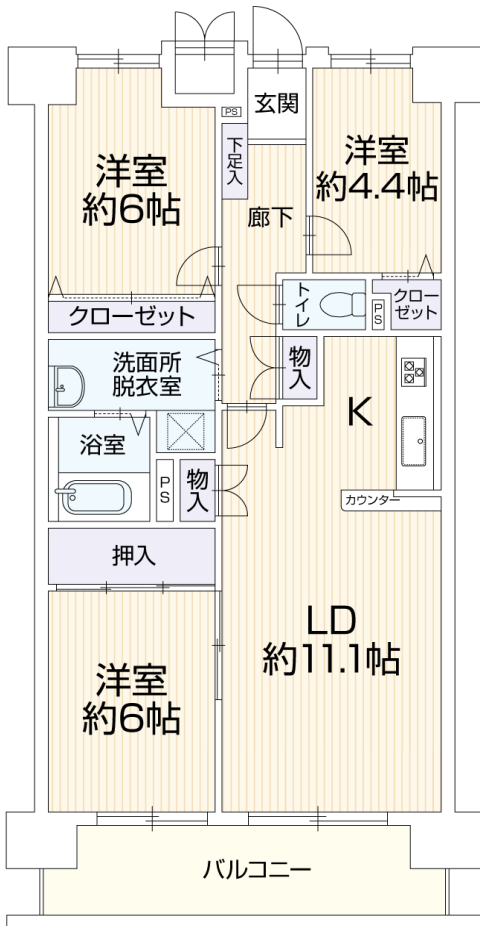 玄関
PS
下足入
洋室
約6帖
洋室
約4.4帖
廊下
トイレ
PS
クロー
ゼット
クローゼット
洗面所
脱衣室
物入
K
浴室
PS
物入
カウンター
押入
LD
約11.1帖
洋室
約6帖
バルコニー